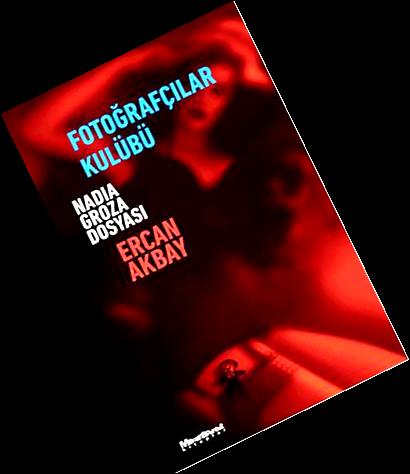 FOTOĞRAFÇILAR
KULÜBÜ
NADIA
GROZA
DOSYASI
ERCAN
AKBAY